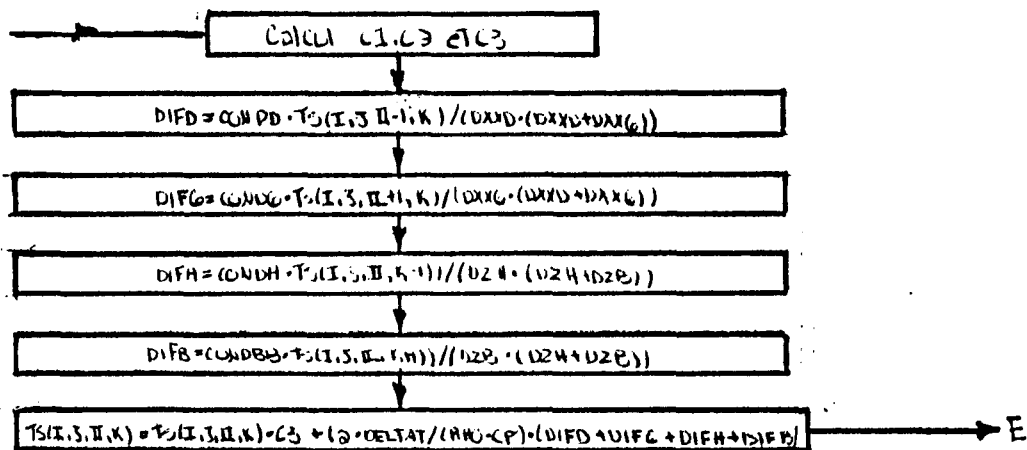 Calcul C1.C2 et C3
DIFD = CONDD · TS(I,J,II-1,K)/(DXXD·(DXXD+DXXG))
DIFG = CONDG · TS(I,J,II+1,K)/(DXXG·(DXXD+DXXG))
DIFH = (CONDH · TS(I,J,II,K-1))/(DZH·(DZH+DZB))
DIFB = (CONDBB · TS(I,J,II, /(DZB·(DZH+DZB))
TS(I,J,II,K) = TS(I,J,II,K)·C3 + (2·DELTAT/(RHO·CP)·(DIFD+DIFG+DIFH+DIFB)
E